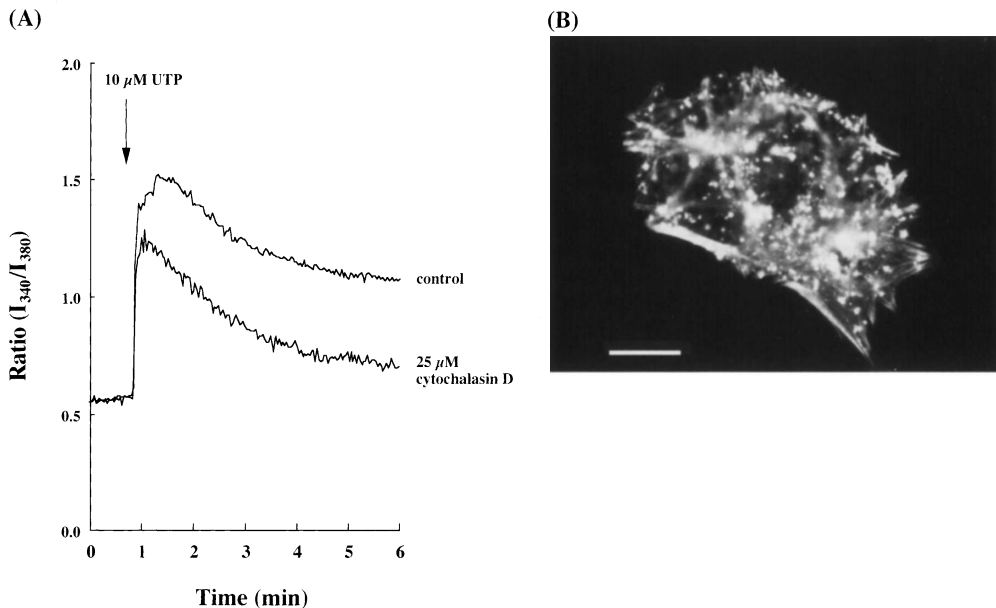 (A)
(B)
10 µM UTP
2.0
1.5
1.0
0.5
0.0
Ratio (I340/I380)
control
25 µM
cytochalasin D
0 1 2 3 4 5 6
Time (min)